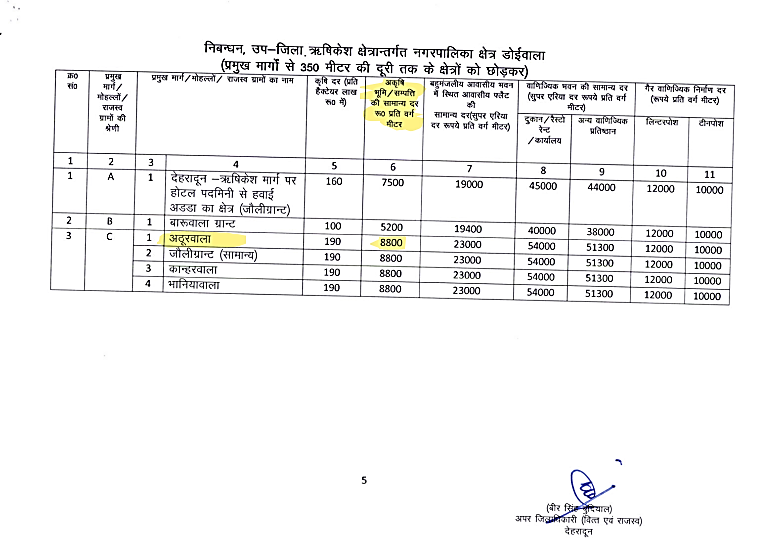 निबन्धन, उप–जिला, ऋषिकेश क्षेत्रान्तर्गत नगरपालिका क्षेत्र डोईवाला
(प्रमुख मार्गों से 350 मीटर की दूरी तक के क्षेत्रों को छोड़कर)
क्र० सं० | प्रमुख मार्ग/ मोहल्लों/ राजस्व ग्रामों की श्रेणी | प्रमुख मार्ग/मोहल्लों/ राजस्व ग्रामों का नाम | कृषि दर (प्रति हैक्टेयर लाख रू० में) | अकृषि भूमि/सम्पत्ति की सामान्य दर रू० प्रति वर्ग मीटर | बहुमंजलीय आवासीय भवन में स्थित आवासीय फ्लैट की सामान्य दर(सुपर एरिया दर रूपये प्रति वर्ग मीटर) | वाणिज्यिक भवन की सामान्य दर (सुपर एरिया दर रूपये प्रति वर्ग मीटर) | गैर वाणिज्यिक निर्माण दर (रूपये प्रति वर्ग मीटर)
दुकान/रैस्टोरेन्ट /कार्यालय | अन्य वाणिज्यिक प्रतिष्ठान | लिन्टरपोश | टीनपोश
1 | 2 | 3 | 4 | 5 | 6 | 7 | 8 | 9 | 10 | 11
1 | A | 1 | देहरादून –ऋषिकेश मार्ग पर होटल पदमिनी से हवाई अडडा का क्षेत्र (जौलीग्रान्ट) | 160 | 7500 | 19000 | 45000 | 44000 | 12000 | 10000
2 | B | 1 | बारूवाला ग्रान्ट | 100 | 5200 | 19400 | 40000 | 38000 | 12000 | 10000
3 | C | 1 | अठूरवाला | 190 | 8800 | 23000 | 54000 | 51300 | 12000 | 10000
2 | जौलीग्रान्ट (सामान्य) | 190 | 8800 | 23000 | 54000 | 51300 | 12000 | 10000
3 | कान्हरवाला | 190 | 8800 | 23000 | 54000 | 51300 | 12000 | 10000
4 | भानियावाला | 190 | 8800 | 23000 | 54000 | 51300 | 12000 | 10000
5
(बीर सिंह बुदियाल)
अपर जिलाधिकारी (वित्त एवं राजस्व)
देहरादून